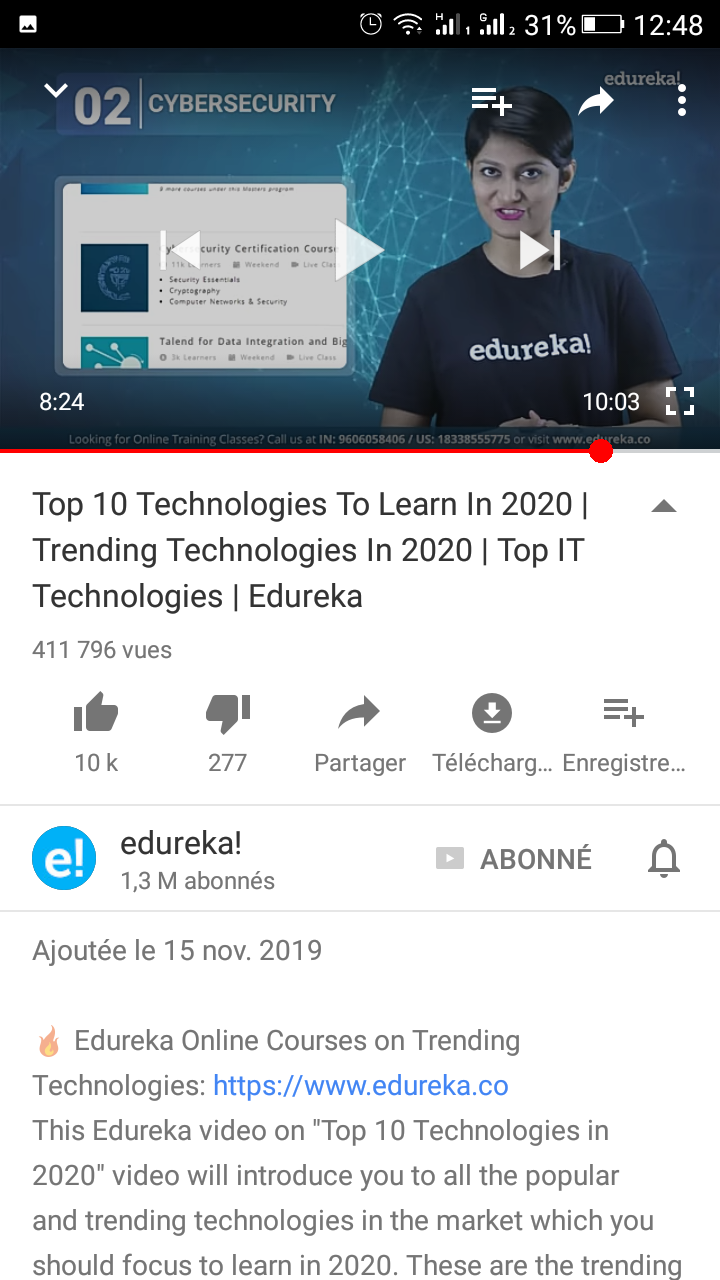 H 1 G 2 31% 12:48
edureka!
02 CYBERSECURITY
8 more courses under this Masters program
Cybersecurity Certification Course
11k Learners Weekend Live Class
Security Essentials
Cryptography
Computer Networks & Security
Talend for Data Integration and Big
3k Learners Weekend Live Class
edureka!
8:24 10:03
Looking for Online Training Classes? Call us at IN: 9606058406 / US: 18338555775 or visit www.edureka.co
Top 10 Technologies To Learn In 2020 |
Trending Technologies In 2020 | Top IT
Technologies | Edureka
411 796 vues
10 k 277 Partager Télécharg... Enregistre...
e! edureka! ABONNÉ
1,3 M abonnés
Ajoutée le 15 nov. 2019
🔥 Edureka Online Courses on Trending
Technologies: https://www.edureka.co
This Edureka video on "Top 10 Technologies in
2020" video will introduce you to all the popular
and trending technologies in the market which you
should focus to learn in 2020. These are the trending